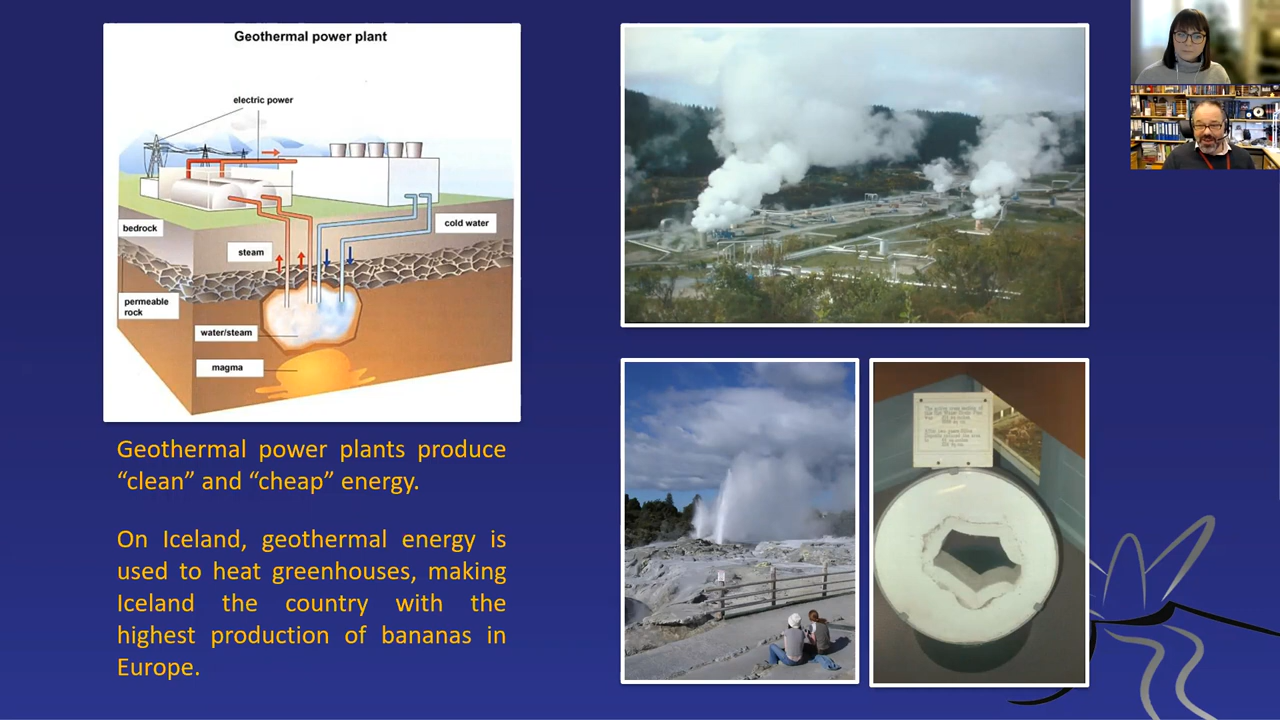 Geothermal power plant
electric power
bedrock
cold water
steam
permeable
rock
water/steam
magma
Geothermal power plants produce
“clean” and “cheap” energy.
On Iceland, geothermal energy is
used to heat greenhouses, making
Iceland the country with the
highest production of bananas in
Europe.